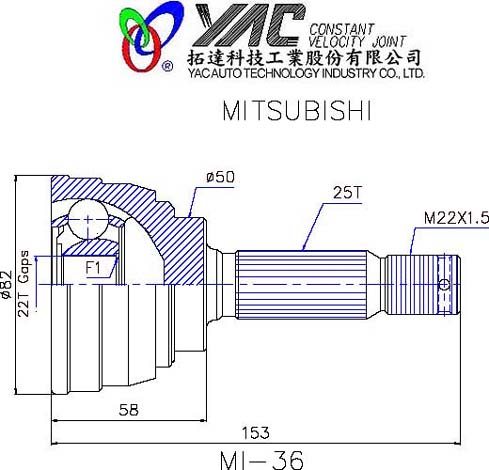 YAC CONSTANT
VELOCITY JOINT
拓達科技工業股份有限公司
YAC AUTO TECHNOLOGY INDUSTRY CO., LTD.
®
MITSUBISHI
ø50
25T
M22X1.5
ø82
22T Gaps
F1
58
153
MI-36